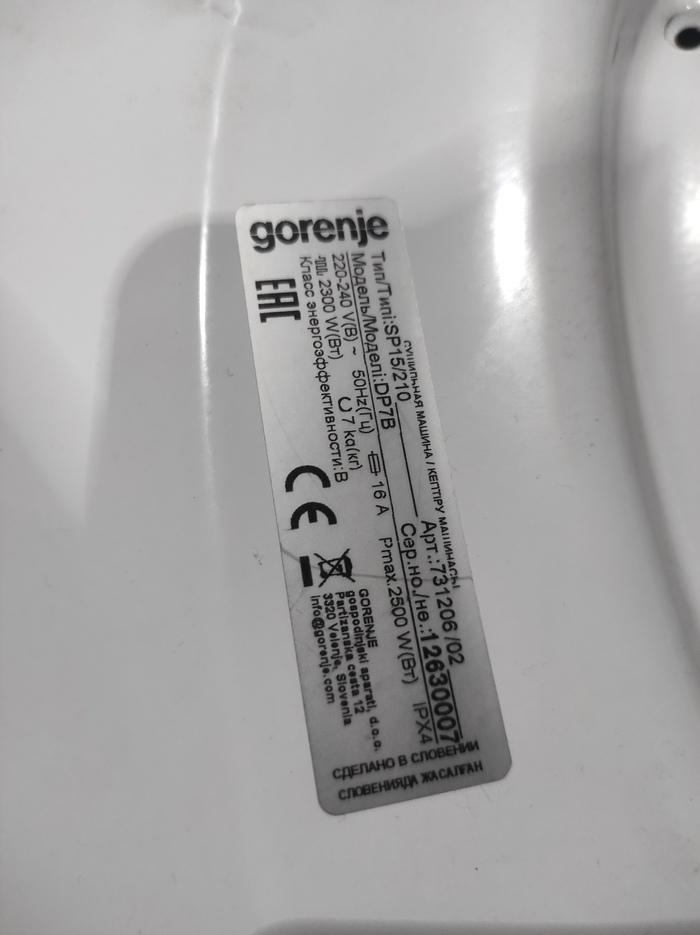 gorenje
СУШИЛЬНАЯ МАШИНА / КЕПТІРУ МАШИНАСЫ
Тип/Типі:SP15/210
Арт.:731206/02
Модель/Моделі:DP7B
Сер.но./не.:12630007
220-240 V(В) ~ 50Hz(Гц)
16 A
Pmax.2500 W(Вт)
IPX4
2300 W(Вт)
7 kg(кг)
Класс энергоэффективности:B
EAC
CE
GORENJE
gospodinjski aparati, d.o.o.
Partizanska cesta 12
3320 Velenje, Slovenia
info@gorenje.com
СДЕЛАНО В СЛОВЕНИИ
СЛОВЕНИЯДА ЖАСАЛҒАН